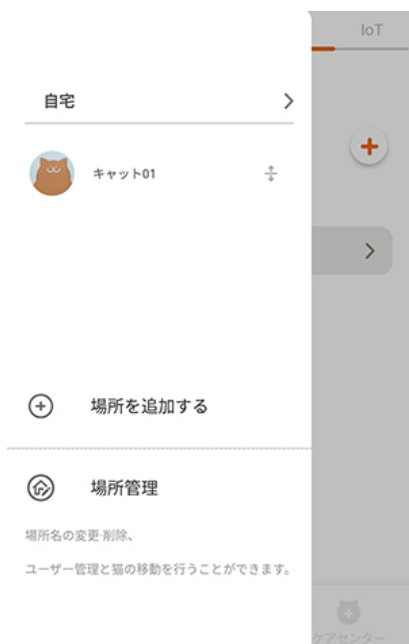 IoT
自宅
キャット01
場所を追加する
場所管理
場所名の変更·削除、
ユーザー管理と猫の移動を行うことができます。
ケアセンター